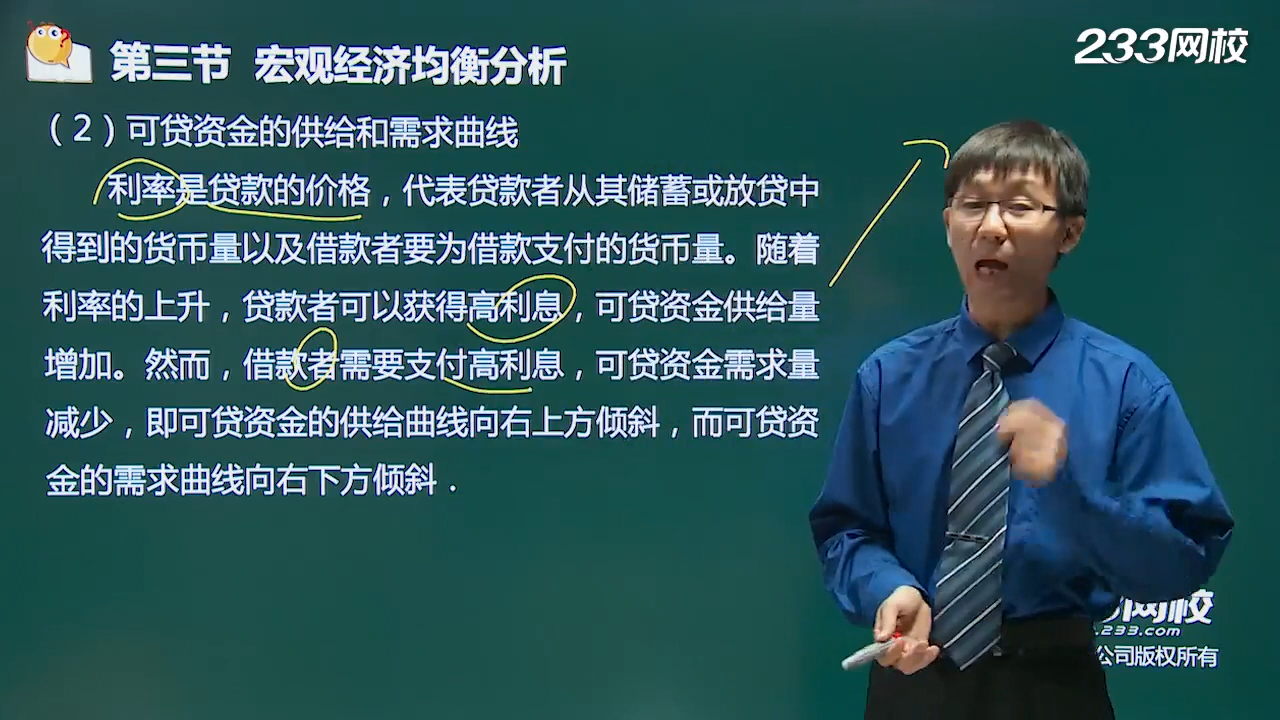 233网校
第三节 宏观经济均衡分析
（2）可贷资金的供给和需求曲线
利率是贷款的价格，代表贷款者从其储蓄或放贷中
得到的货币量以及借款者要为借款支付的货币量。随着
利率的上升，贷款者可以获得高利息，可贷资金供给量
增加。然而，借款者需要支付高利息，可贷资金需求量
减少，即可贷资金的供给曲线向右上方倾斜，而可贷资
金的需求曲线向右下方倾斜．
网校
.233.com
公司版权所有